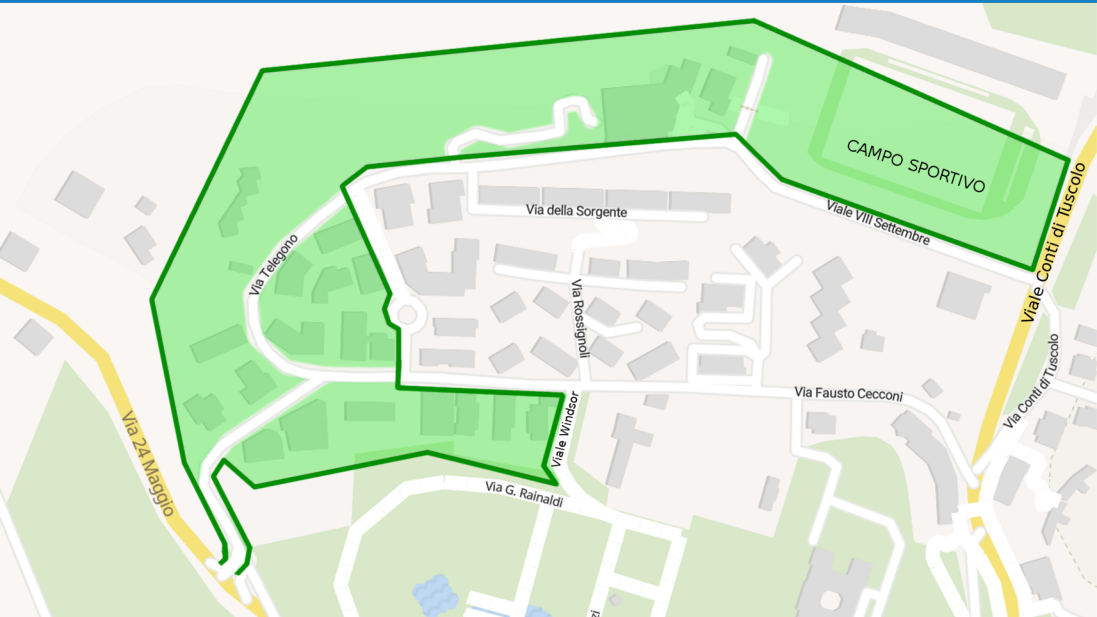 CAMPO SPORTIVO
Viale Conti di Tuscolo
Via della Sorgente
Viale VIII Settembre
Via Telegono
Via Rossignoli
Via Conti di Tuscolo
Via Fausto Cecconi
Viale Windsor
Via 24 Maggio
Via G. Rainaldi
zi